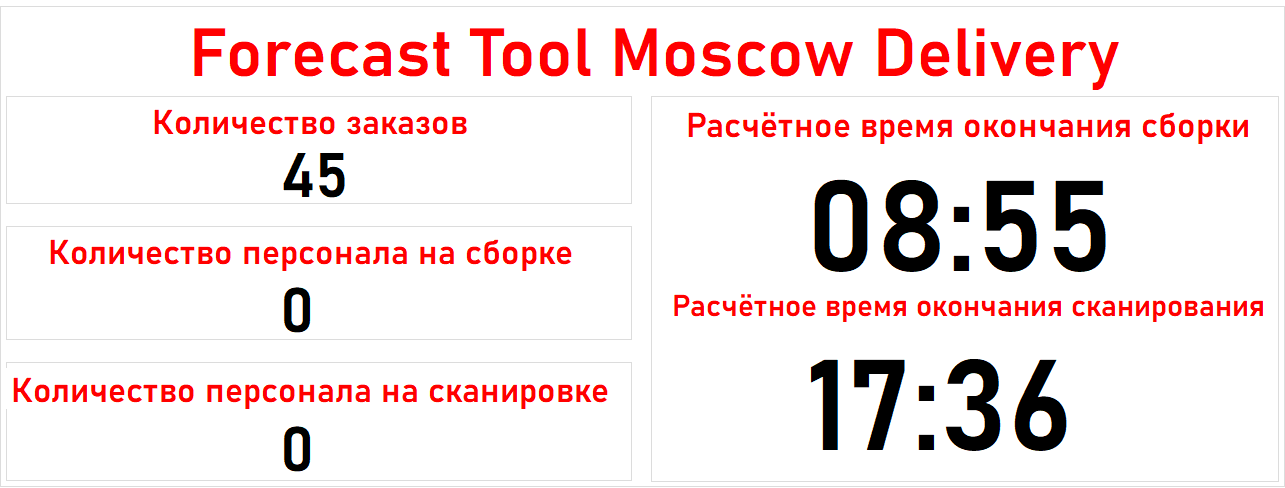 Forecast Tool Moscow Delivery
Количество заказов
45
Количество персонала на сборке
0
Количество персонала на сканировке
0
Расчётное время окончания сборки
08:55
Расчётное время окончания сканирования
17:36